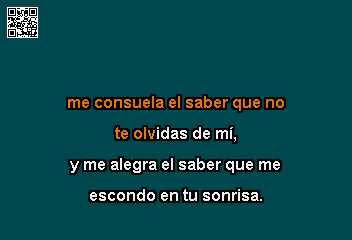 me consuela el saber que no
te olvidas de mí,
y me alegra el saber que me
escondo en tu sonrisa.